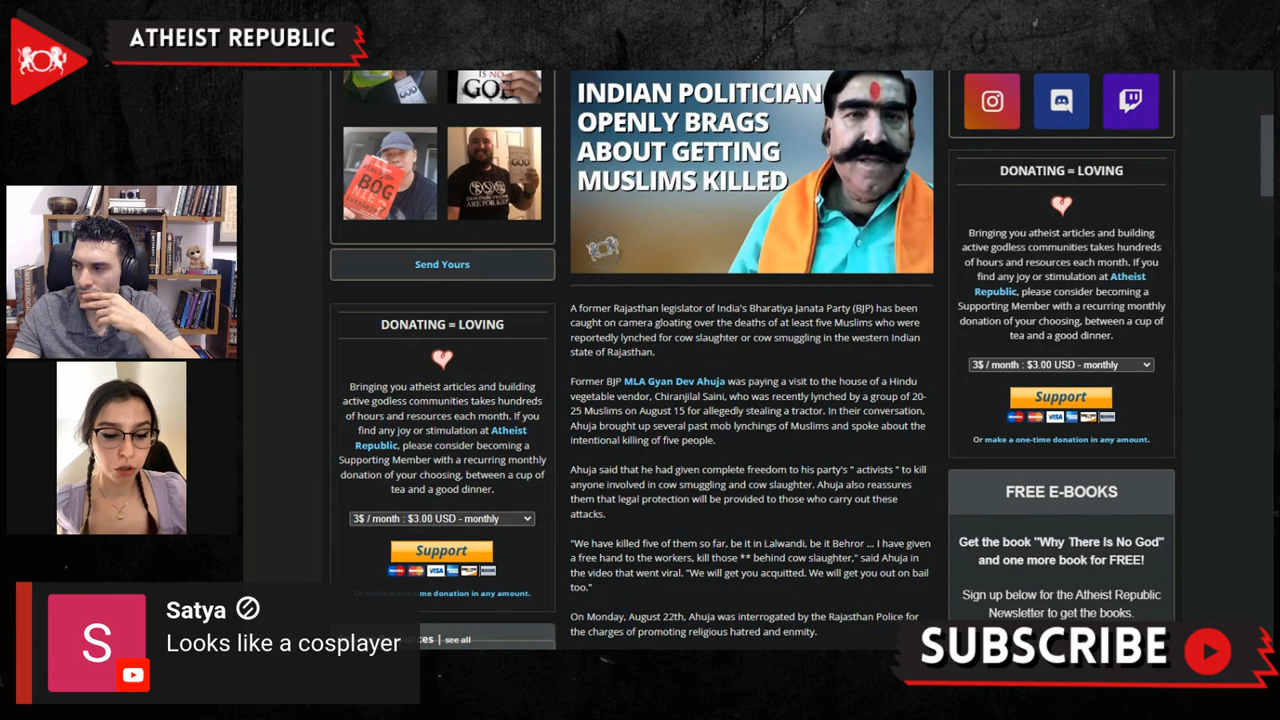 ATHEIST REPUBLIC
IS NO
GOD
BOG
GOD
Send Yours
DONATING = LOVING
Bringing you atheist articles and building
active godless communities takes hundreds
of hours and resources each month. If you
find any joy or stimulation at Atheist
Republic, please consider becoming a
Supporting Member with a recurring monthly
donation of your choosing, between a cup of
tea and a good dinner.
3$ / month : $3.00 USD - monthly
Support
VISA
BANK
Or make a one-time donation in any amount.
see all
INDIAN POLITICIAN
OPENLY BRAGS
ABOUT GETTING
MUSLIMS KILLED
A former Rajasthan legislator of India's Bharatiya Janata Party (BJP) has been
caught on camera gloating over the deaths of at least five Muslims who were
reportedly lynched for cow slaughter or cow smuggling in the western Indian
state of Rajasthan.
Former BJP MLA Gyan Dev Ahuja was paying a visit to the house of a Hindu
vegetable vendor, Chiranjilal Saini, who was recently lynched by a group of 20-
25 Muslims on August 15 for allegedly stealing a tractor. In their conversation,
Ahuja brought up several past mob lynchings of Muslims and spoke about the
intentional killing of five people.
Ahuja said that he had given complete freedom to his party's " activists " to kill
anyone involved in cow smuggling and cow slaughter. Ahuja also reassures
them that legal protection will be provided to those who carry out these
attacks.
"We have killed five of them so far, be it in Lalwandi, be it Behror ... I have given
a free hand to the workers, kill those ** behind cow slaughter," said Ahuja in
the video that went viral. "We will get you acquitted. We will get you out on bail
too."
On Monday, August 22th, Ahuja was interrogated by the Rajasthan Police for
the charges of promoting religious hatred and enmity.
DONATING = LOVING
Bringing you atheist articles and building
active godless communities takes hundreds
of hours and resources each month. If you
find any joy or stimulation at Atheist
Republic, please consider becoming a
Supporting Member with a recurring monthly
donation of your choosing, between a cup of
tea and a good dinner.
3$ / month : $3.00 USD - monthly
Support
VISA
BANK
Or make a one-time donation in any amount.
FREE E-BOOKS
Get the book "Why There Is No God"
and one more book for FREE!
Sign up below for the Atheist Republic
Newsletter to get the books.
S
Satya
Looks like a cosplayer
SUBSCRIBE